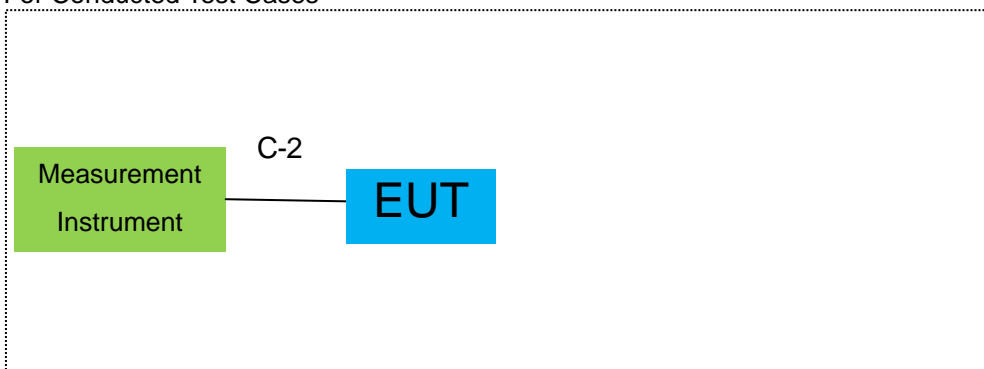 For Conducted Test Cases
C-2
Measurement
Instrument
EUT